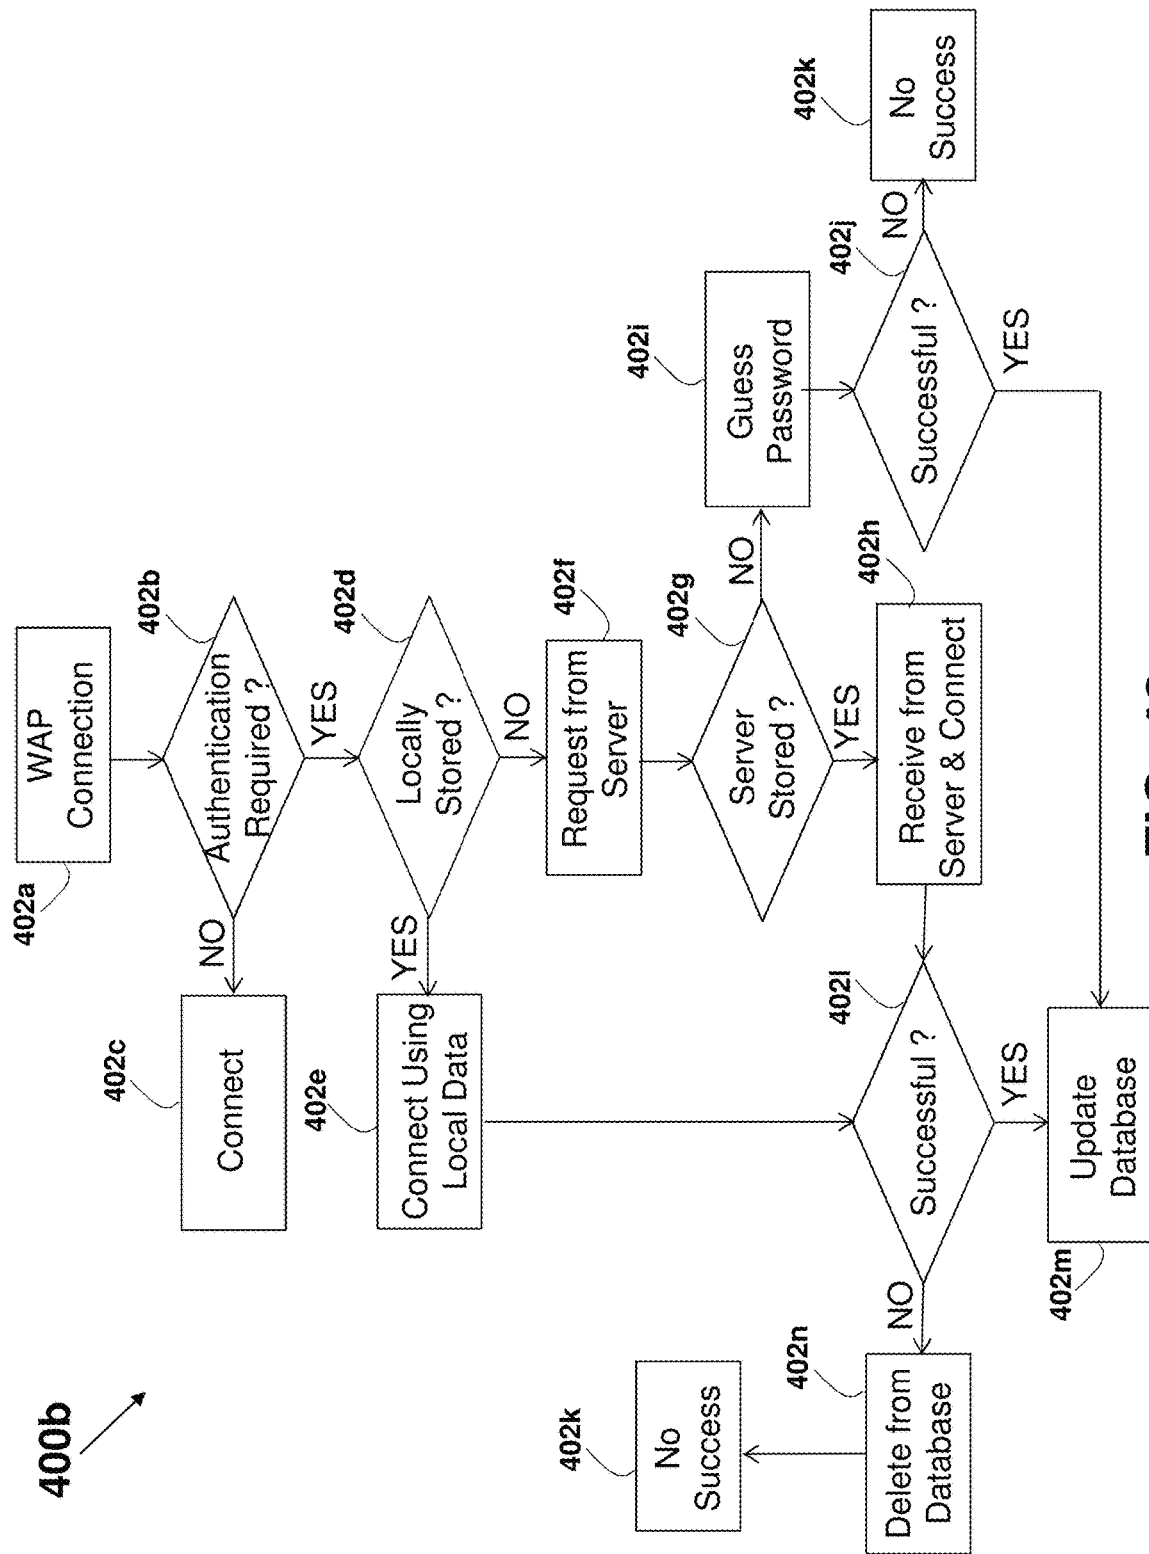 400b
WAP
Connection
402a
402b
Authentication
Required ?
NO
YES
402c
Connect
402d
Locally
Stored ?
YES
NO
402e
Connect Using
Local Data
402f
Request from
Server
402g
Server
Stored ?
NO
YES
402i
Guess
Password
402h
Receive from
Server & Connect
402j
Successful ?
NO
YES
402k
No
Success
402l
Successful ?
NO
YES
402n
Delete from
Database
402k
No
Success
402m
Update
Database